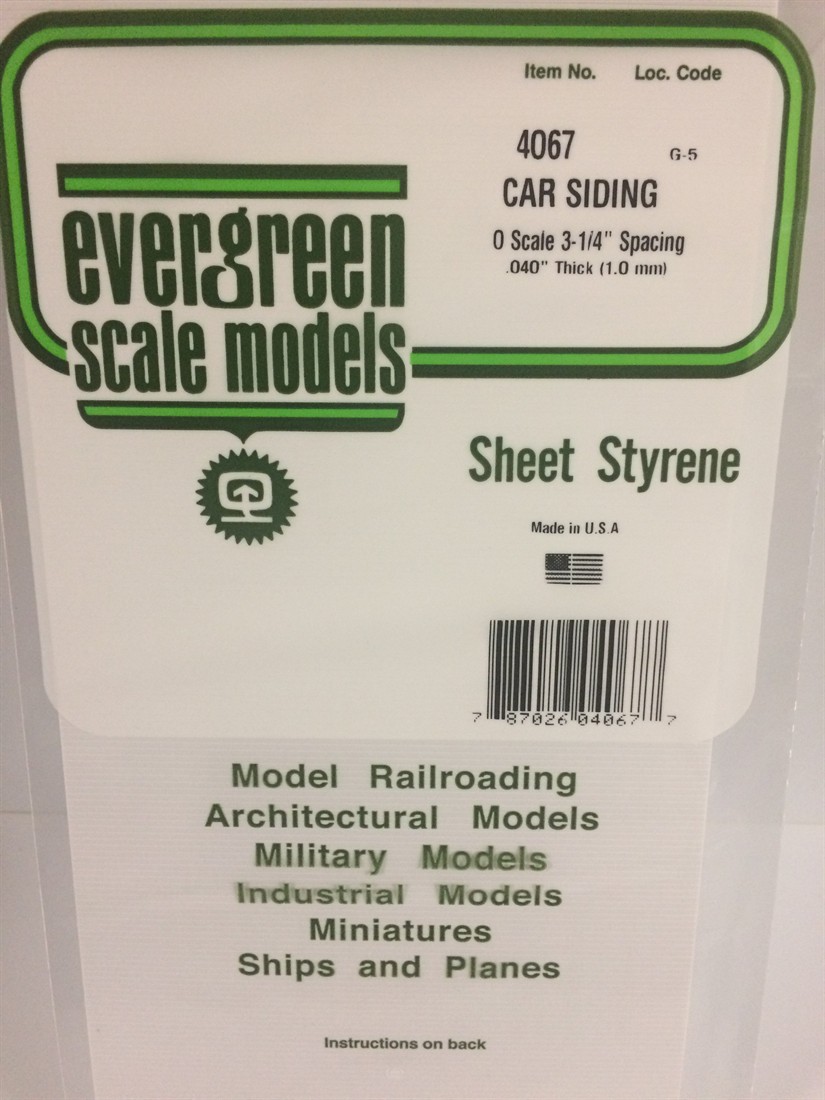 Item No. Loc. Code
4067 G-5
CAR SIDING
O Scale 3-1/4" Spacing
.040" Thick (1.0 mm)
evergreen
scale models
Sheet Styrene
Made in U.S.A
7 87026 04067 7
Model Railroading
Architectural Models
Military Models
Industrial Models
Miniatures
Ships and Planes
Instructions on back